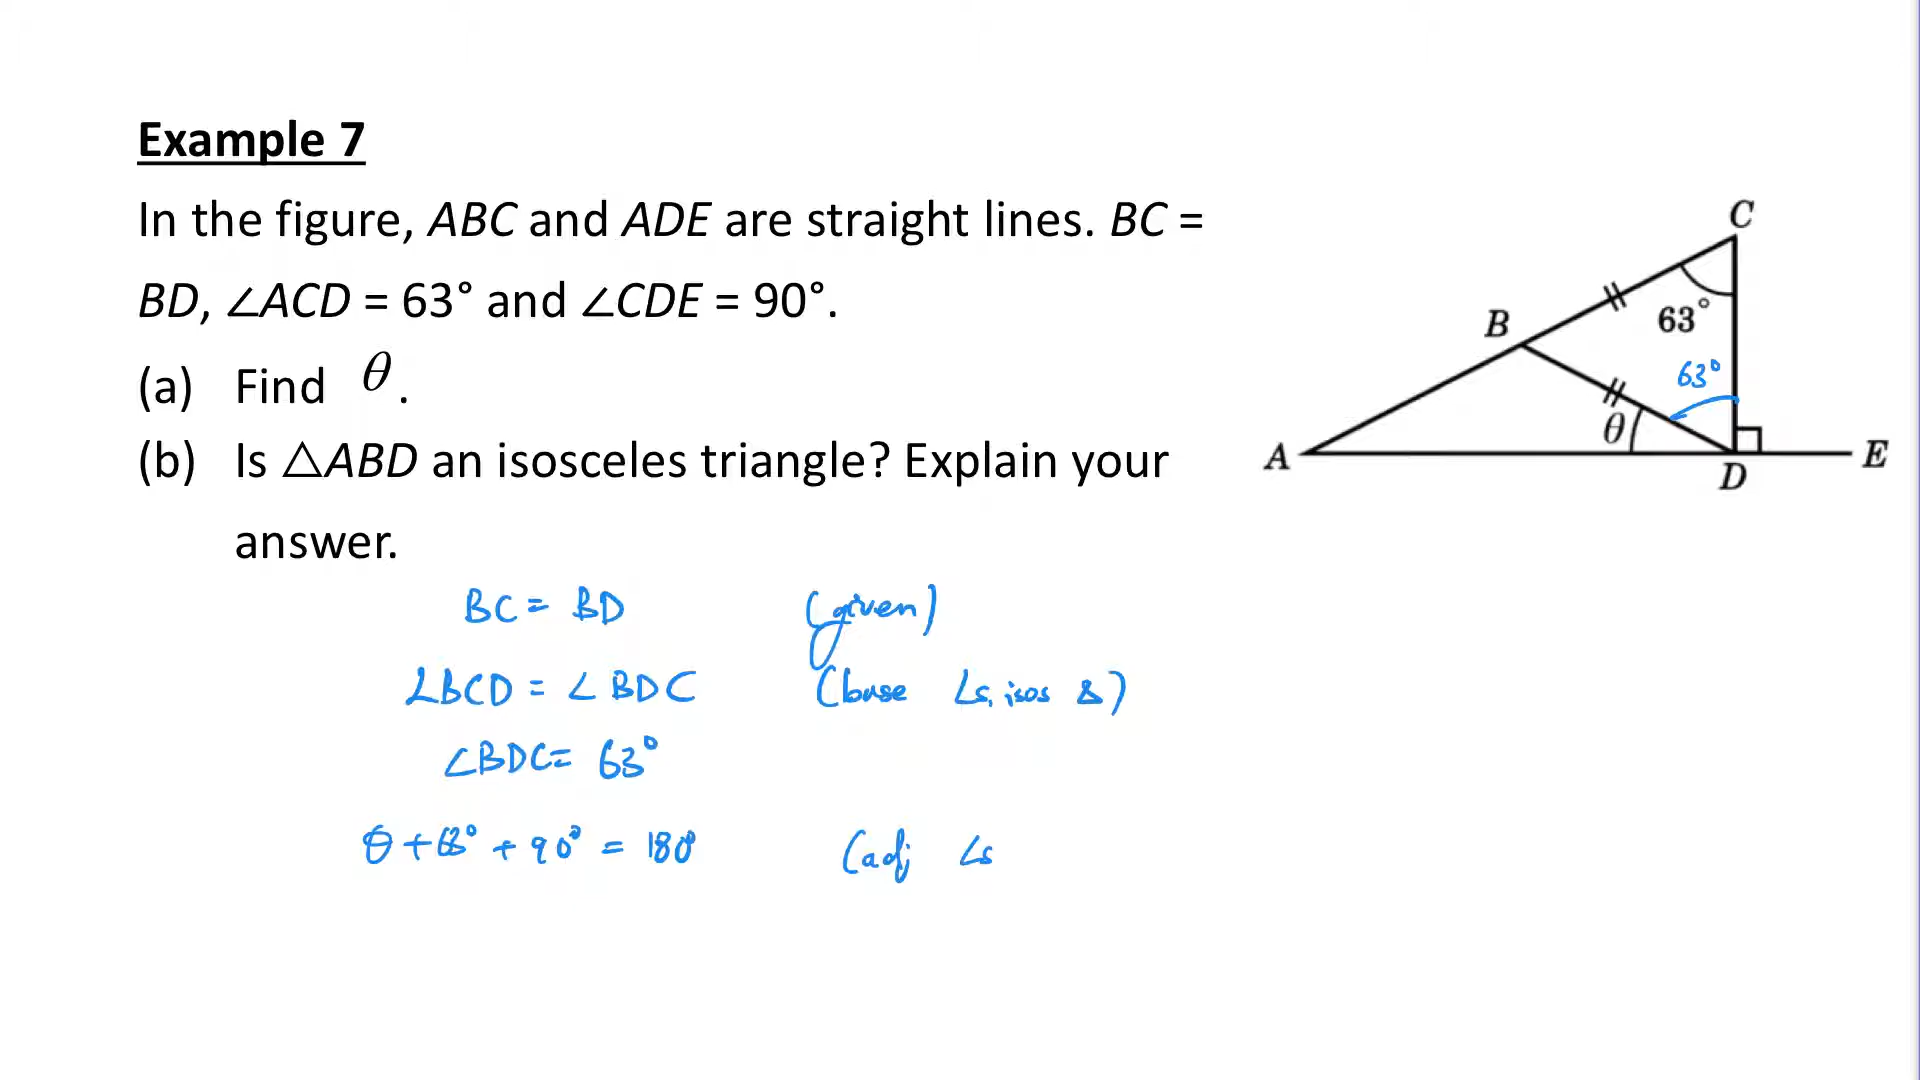 Example 7
In the figure, ABC and ADE are straight lines. BC =
BD, ∠ACD = 63° and ∠CDE = 90°.
(a) Find θ.
(b) Is △ABD an isosceles triangle? Explain your
answer.
C
B
63°
63°
θ
A
D
E
BC = BD (given)
∠BCD = ∠BDC (base ∠s, isos △)
∠BDC = 63°
θ + 63° + 90° = 180° (adj ∠s